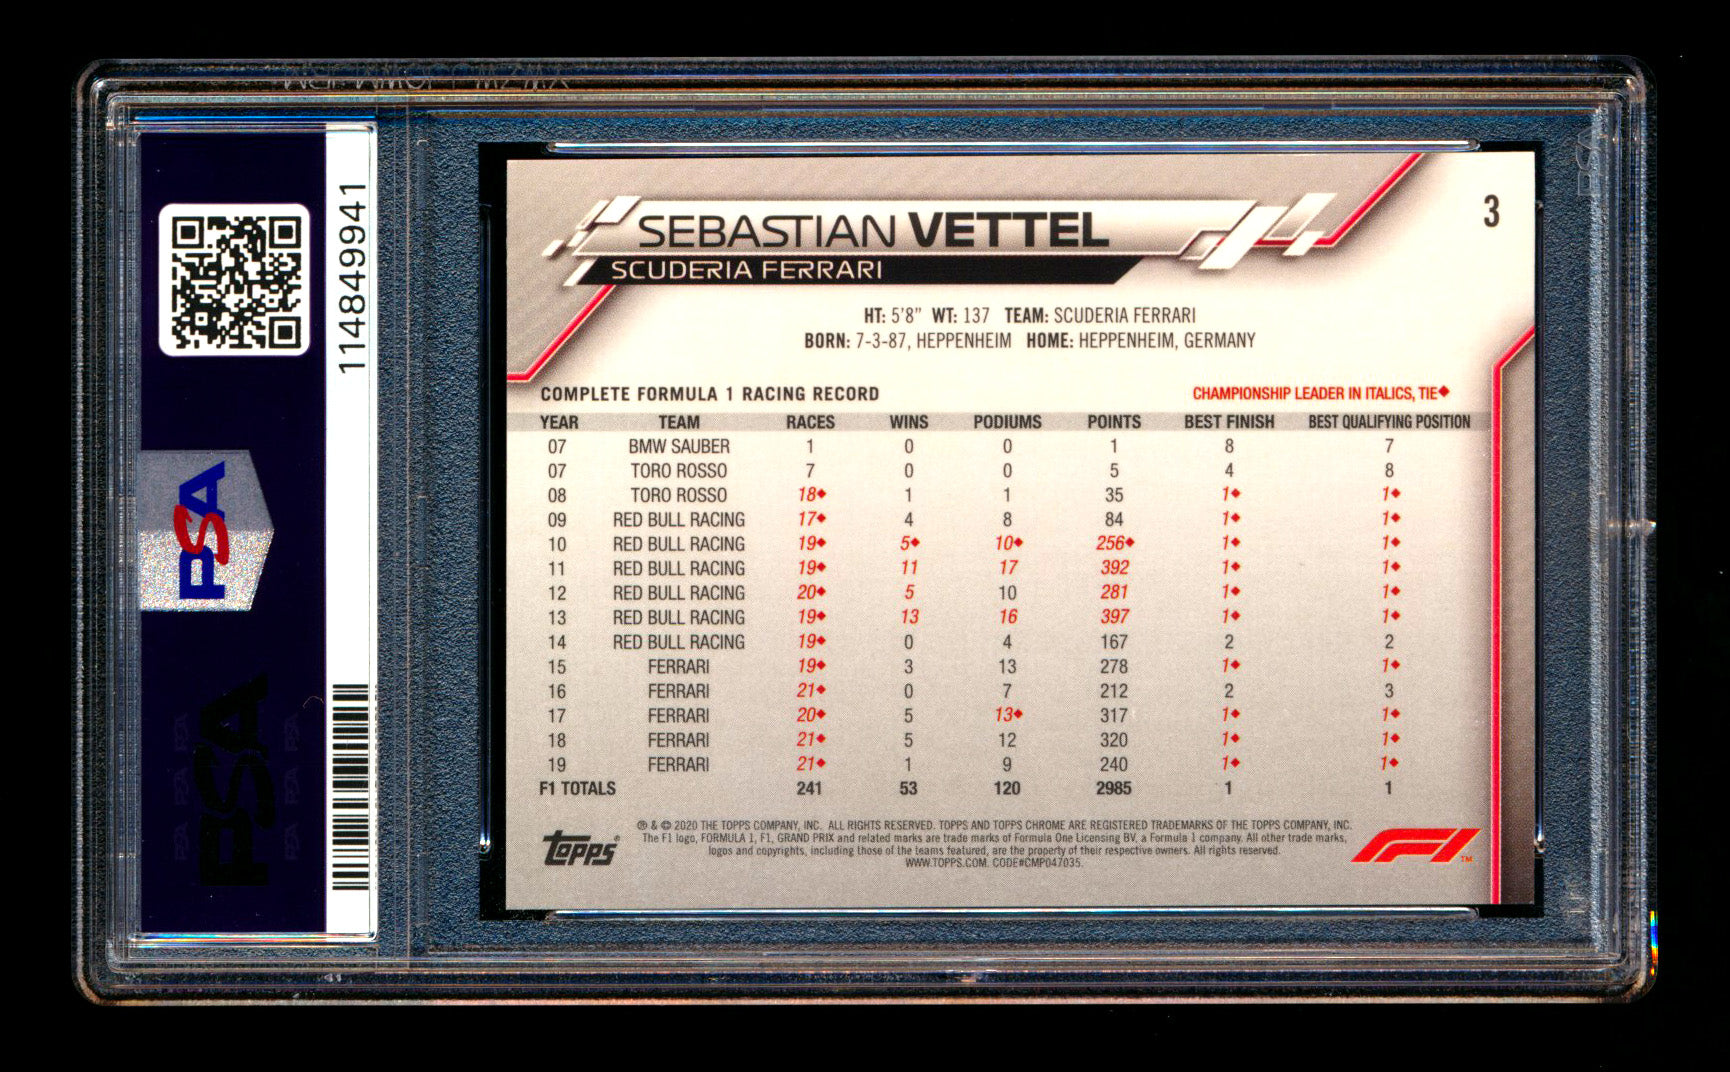 114849941
PSA
PSA
3
SEBASTIAN VETTEL
SCUDERIA FERRARI
HT: 5'8" WT: 137 TEAM: SCUDERIA FERRARI
BORN: 7-3-87, HEPPENHEIM HOME: HEPPENHEIM, GERMANY
COMPLETE FORMULA 1 RACING RECORD CHAMPIONSHIP LEADER IN ITALICS, TIE♦
YEAR TEAM RACES WINS PODIUMS POINTS BEST FINISH BEST QUALIFYING POSITION
07 BMW SAUBER 1 0 0 1 8 7
07 TORO ROSSO 7 0 0 5 4 8
08 TORO ROSSO 18♦ 1 1 35 1♦ 1♦
09 RED BULL RACING 17♦ 4 8 84 1♦ 1♦
10 RED BULL RACING 19♦ 5♦ 10♦ 256♦ 1♦ 1♦
11 RED BULL RACING 19♦ 11 17 392 1♦ 1♦
12 RED BULL RACING 20♦ 5 10 281 1♦ 1♦
13 RED BULL RACING 19♦ 13 16 397 1♦ 1♦
14 RED BULL RACING 19♦ 0 4 167 2 2
15 FERRARI 19♦ 3 13 278 1♦ 1♦
16 FERRARI 21♦ 0 7 212 2 3
17 FERRARI 20♦ 5 13♦ 317 1♦ 1♦
18 FERRARI 21♦ 5 12 320 1♦ 1♦
19 FERRARI 21♦ 1 9 240 1♦ 1♦
F1 TOTALS 241 53 120 2985 1 1
Topps®
® & © 2020 THE TOPPS COMPANY, INC. ALL RIGHTS RESERVED. TOPPS AND TOPPS CHROME ARE REGISTERED TRADEMARKS OF THE TOPPS COMPANY, INC.
The F1 logo, FORMULA 1, F1, GRAND PRIX and related marks are trade marks of Formula One Licensing BV, a Formula 1 company. All other trade marks,
logos and copyrights, including those of the teams featured, are the property of their respective owners. All rights reserved.
WWW.TOPPS.COM. CODE#CMP047035.
F1™